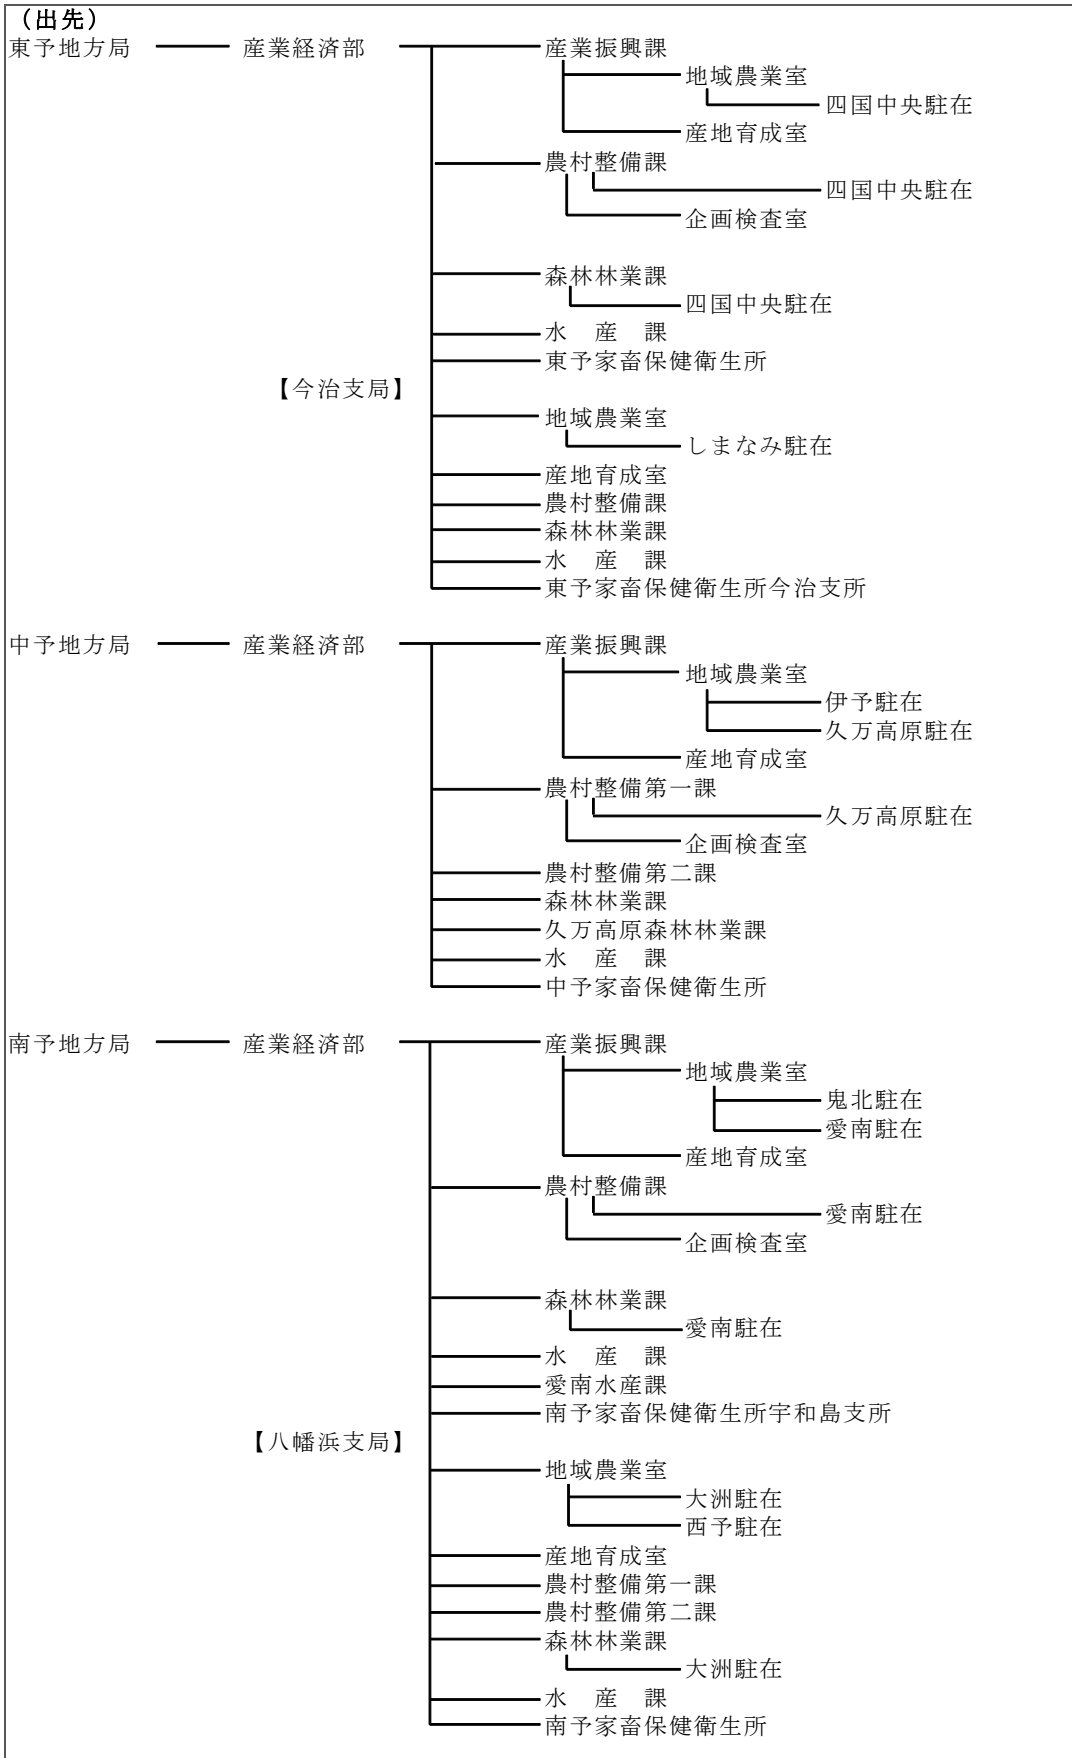 （出先）
東予地方局 産業経済部 産業振興課
地域農業室
四国中央駐在
産地育成室
農村整備課
四国中央駐在
企画検査室
森林林業課
四国中央駐在
水　産　課
東予家畜保健衛生所
【今治支局】
地域農業室
しまなみ駐在
産地育成室
農村整備課
森林林業課
水　産　課
東予家畜保健衛生所今治支所
中予地方局 産業経済部 産業振興課
地域農業室
伊予駐在
久万高原駐在
産地育成室
農村整備第一課
久万高原駐在
企画検査室
農村整備第二課
森林林業課
久万高原森林林業課
水　産　課
中予家畜保健衛生所
南予地方局 産業経済部 産業振興課
地域農業室
鬼北駐在
愛南駐在
産地育成室
農村整備課
愛南駐在
企画検査室
森林林業課
愛南駐在
水　産　課
愛南水産課
南予家畜保健衛生所宇和島支所
【八幡浜支局】
地域農業室
大洲駐在
西予駐在
産地育成室
農村整備第一課
農村整備第二課
森林林業課
大洲駐在
水　産　課
南予家畜保健衛生所